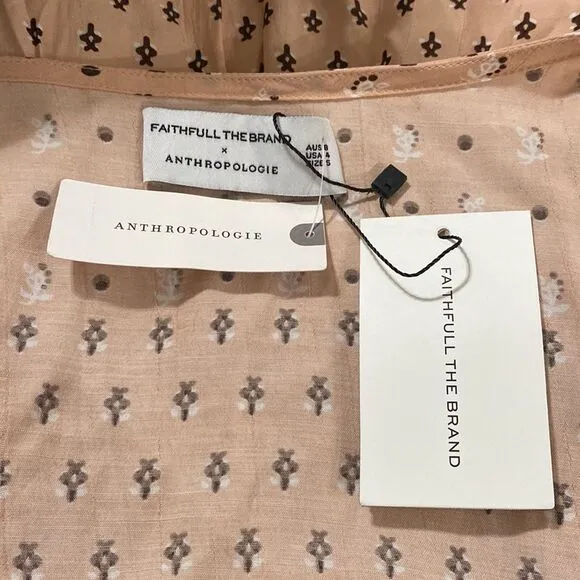 FAITHFULL THE BRAND
×
ANTHROPOLOGIE
AUS 8
USA 4
SIZE S
ANTHROPOLOGIE
FAITHFULL THE BRAND